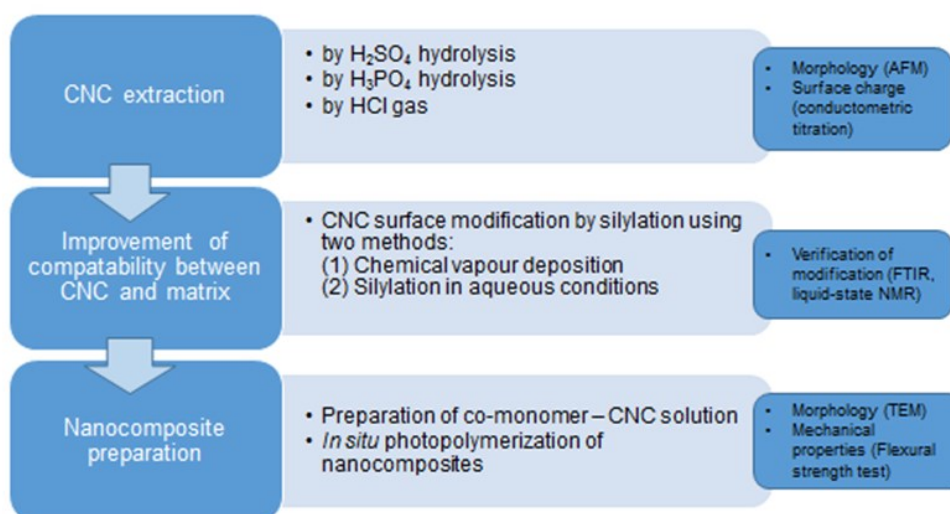 CNC extraction
• by H₂SO₄ hydrolysis
• by H₃PO₄ hydrolysis
• by HCl gas
• Morphology (AFM)
• Surface charge
(conductometric
titration)
Improvement of
compatability between
CNC and matrix
• CNC surface modification by silylation using
two methods:
(1) Chemical vapour deposition
(2) Silylation in aqueous conditions
• Verification of
modification (FTIR,
liquid-state NMR)
Nanocomposite
preparation
• Preparation of co-monomer – CNC solution
• In situ photopolymerization of
nanocomposites
• Morphology (TEM)
• Mechanical
properties (Flexural
strength test)